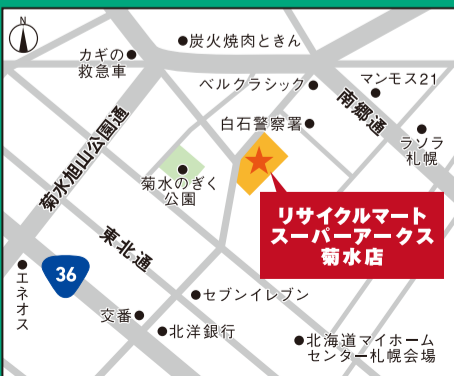 N
炭火焼肉ときん
カギの
救急車
ベルクラシック
マンモス21
南郷通
白石警察署
ラソラ
札幌
菊水旭山公園通
菊水のぎく
公園
リサイクルマート
スーパーアークス
菊水店
東北通
36
エネオス
セブンイレブン
交番
北洋銀行
北海道マイホーム
センター札幌会場